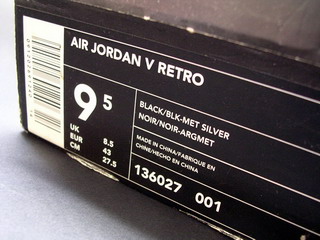 AIR JORDAN V RETRO
9 5
UK 8.5
EUR 43
CM 27.5
BLACK/BLK-MET SILVER
NOIR/NOIR-ARGMET
MADE IN CHINA/FABRIQUE EN
CHINE/HECHO EN CHINA
136027 001